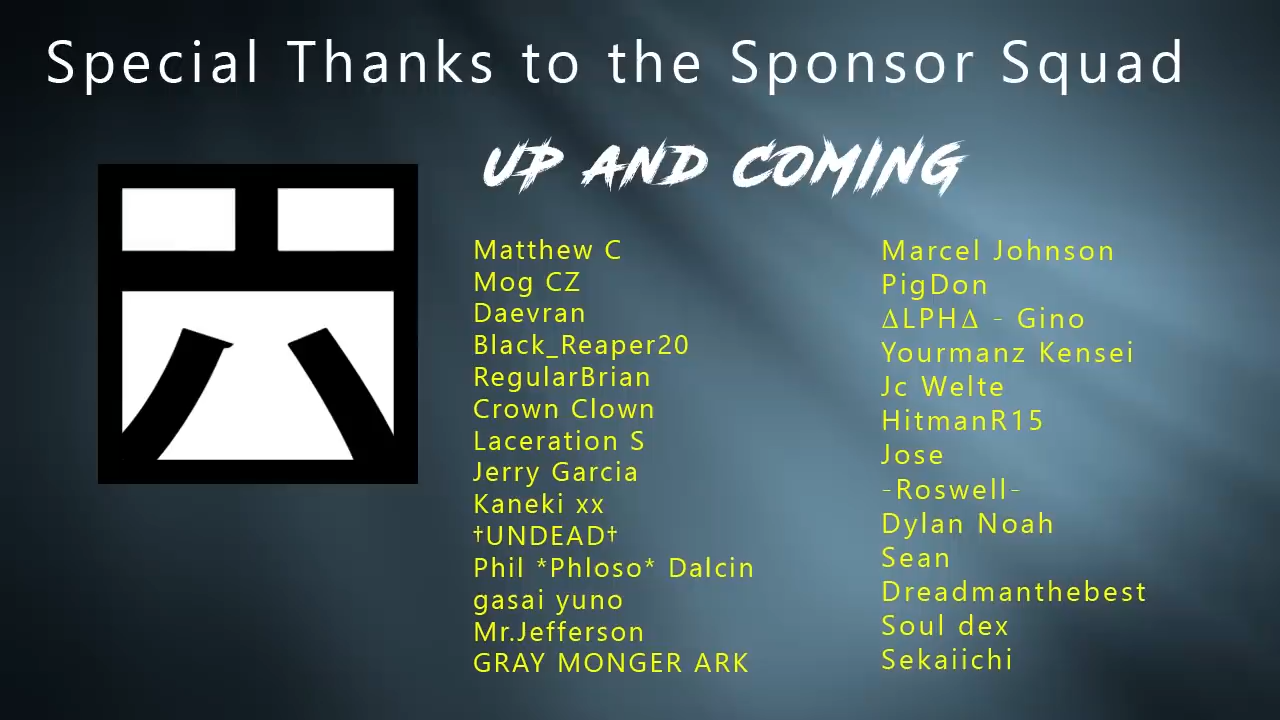 Special Thanks to the Sponsor Squad
UP AND COMING
Matthew C
Mog CZ
Daevran
Black_Reaper20
RegularBrian
Crown Clown
Laceration S
Jerry Garcia
Kaneki xx
†UNDEAD†
Phil *Phloso* Dalcin
gasai yuno
Mr.Jefferson
GRAY MONGER ARK
Marcel Johnson
PigDon
ΔLPHΔ - Gino
Yourmanz Kensei
Jc Welte
HitmanR15
Jose
-Roswell-
Dylan Noah
Sean
Dreadmanthebest
Soul dex
Sekaiichi